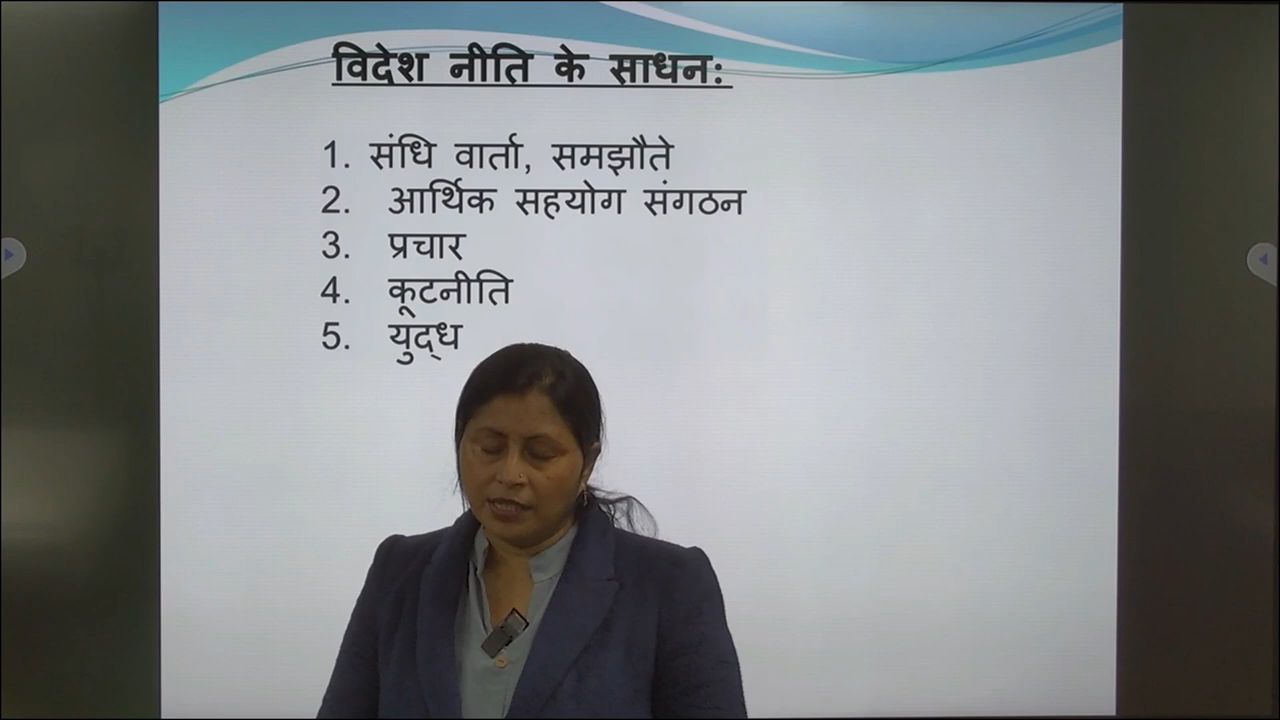 विदेश नीति के साधन:
1. संधि वार्ता, समझौते
2. आर्थिक सहयोग संगठन
3. प्रचार
4. कूटनीति
5. युद्ध